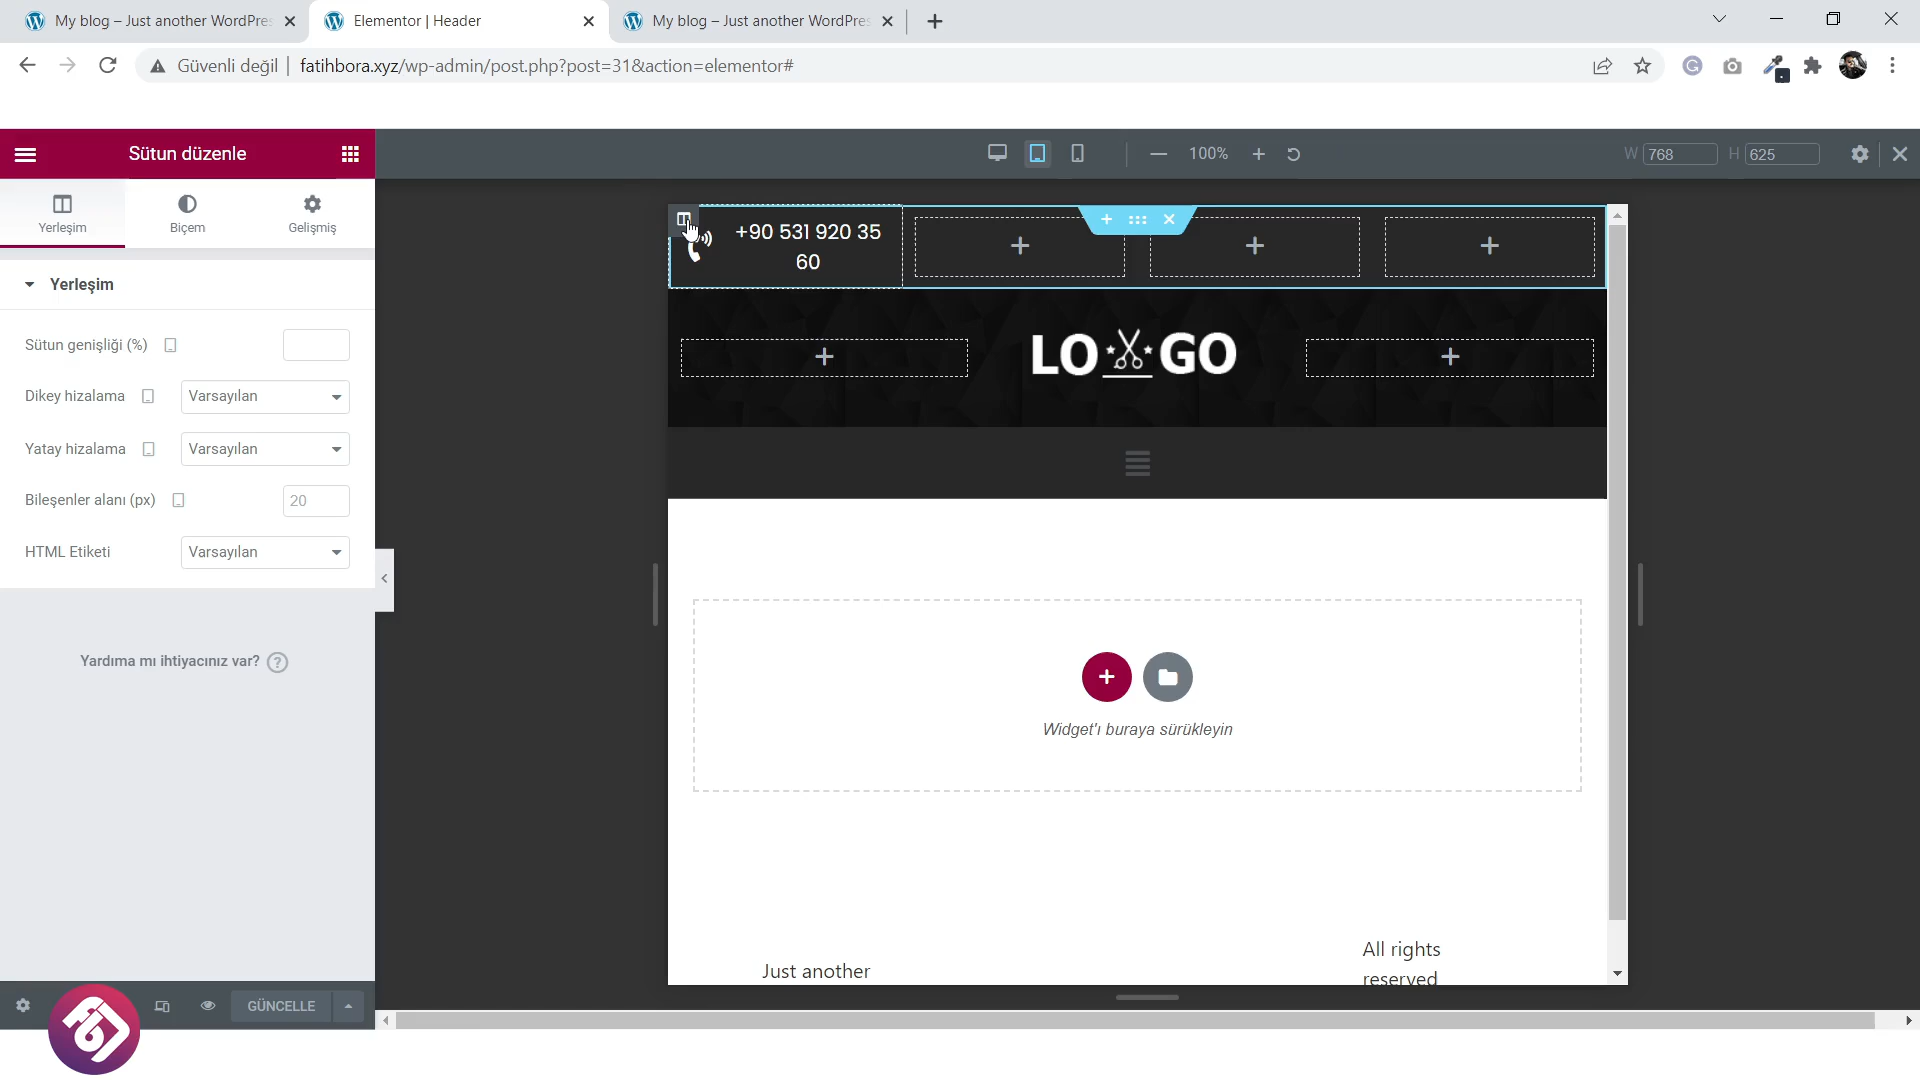 My blog – Just another WordPres
Elementor | Header
My blog – Just another WordPres
Güvenli değil
fatihbora.xyz/wp-admin/post.php?post=31&action=elementor#
Sütun düzenle
100%
W 768
H 625
Yerleşim
Biçem
Gelişmiş
Yerleşim
Sütun genişliği (%)
Dikey hizalama
Varsayılan
Yatay hizalama
Varsayılan
Bileşenler alanı (px)
20
HTML Etiketi
Varsayılan
Yardıma mı ihtiyacınız var?
GÜNCELLE
+90 531 920 35
60
LO GO
Widget'ı buraya sürükleyin
Just another
All rights
reserved